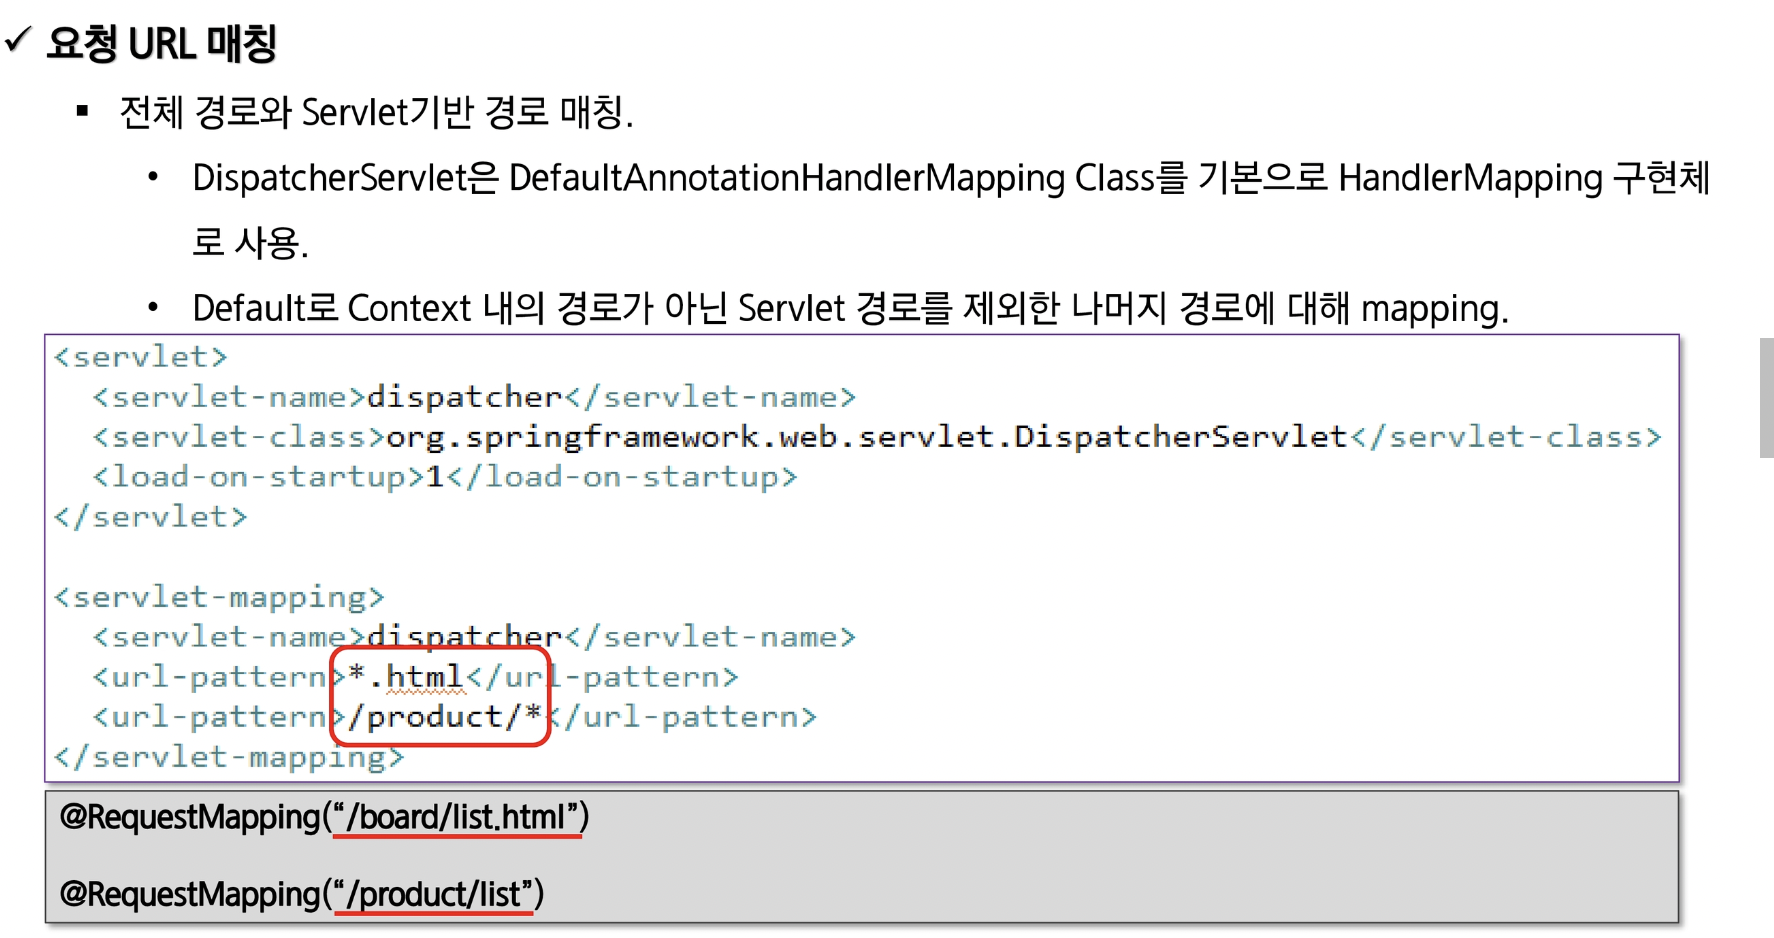 ✓ 요청 URL 매칭
▪ 전체 경로와 Servlet기반 경로 매칭.
• DispatcherServlet은 DefaultAnnotationHandlerMapping Class를 기본으로 HandlerMapping 구현체
로 사용.
• Default로 Context 내의 경로가 아닌 Servlet 경로를 제외한 나머지 경로에 대해 mapping.
<servlet>
  <servlet-name>dispatcher</servlet-name>
  <servlet-class>org.springframework.web.servlet.DispatcherServlet</servlet-class>
  <load-on-startup>1</load-on-startup>
</servlet>

<servlet-mapping>
  <servlet-name>dispatcher</servlet-name>
  <url-pattern>*.html</url-pattern>
  <url-pattern>/product/*</url-pattern>
</servlet-mapping>
@RequestMapping(“/board/list.html”)
@RequestMapping(“/product/list”)